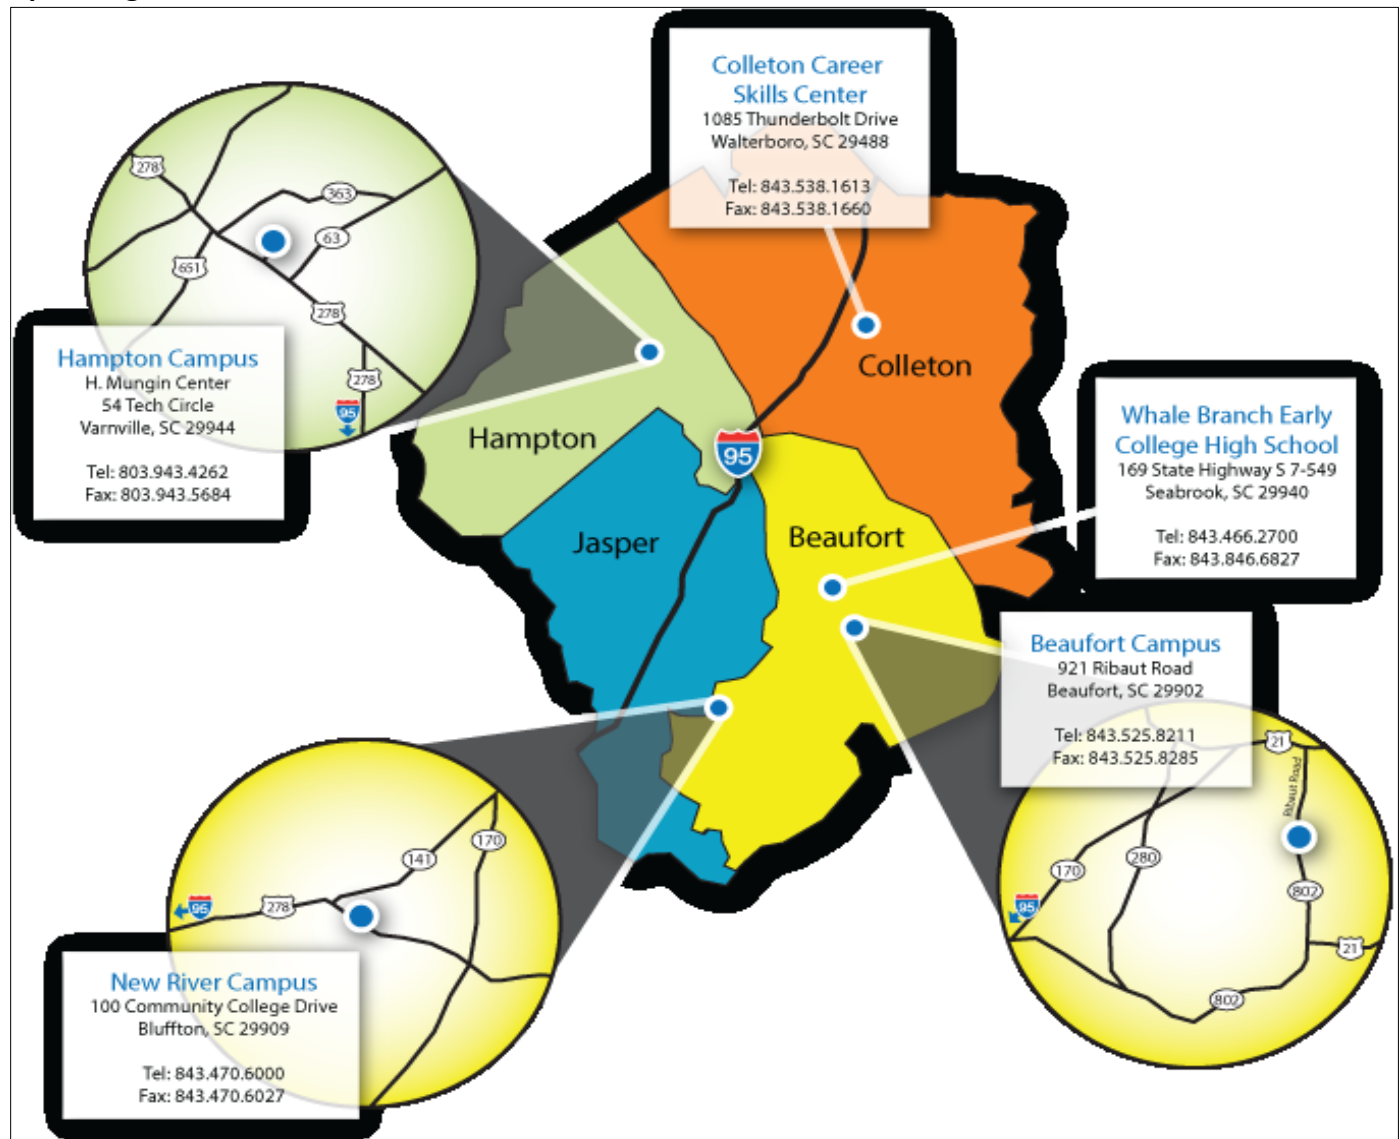 Colleton Career
Skills Center
1085 Thunderbolt Drive
Walterboro, SC 29488
Tel: 843.538.1613
Fax: 843.538.1660
278
363
63
651
278
278
95
Hampton Campus
H. Mungin Center
54 Tech Circle
Varnville, SC 29944
Tel: 803.943.4262
Fax: 803.943.5684
Colleton
Hampton
95
Jasper
Beaufort
Whale Branch Early
College High School
169 State Highway S 7-549
Seabrook, SC 29940
Tel: 843.466.2700
Fax: 843.846.6827
Beaufort Campus
921 Ribaut Road
Beaufort, SC 29902
Tel: 843.525.8211
Fax: 843.525.8285
21
Ribaut Road
280
170
802
95
21
802
170
141
278
95
New River Campus
100 Community College Drive
Bluffton, SC 29909
Tel: 843.470.6000
Fax: 843.470.6027